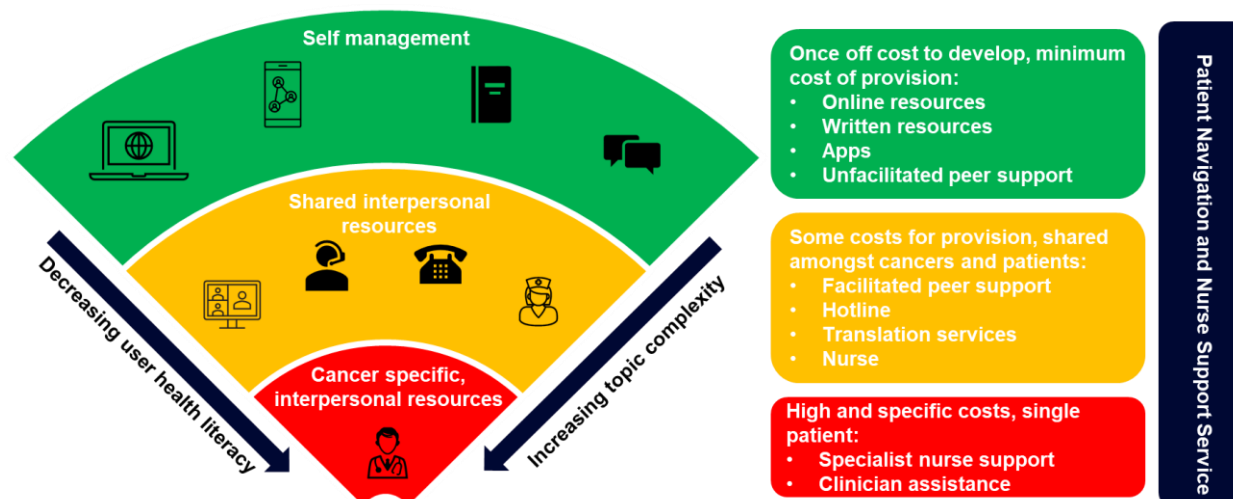 Self management
Shared interpersonal
resources
Cancer specific,
interpersonal resources
Decreasing user health literacy
Increasing topic complexity
Once off cost to develop, minimum
cost of provision:
• Online resources
• Written resources
• Apps
• Unfacilitated peer support
Some costs for provision, shared
amongst cancers and patients:
• Facilitated peer support
• Hotline
• Translation services
• Nurse
High and specific costs, single
patient:
• Specialist nurse support
• Clinician assistance
Patient Navigation and Nurse Support Service